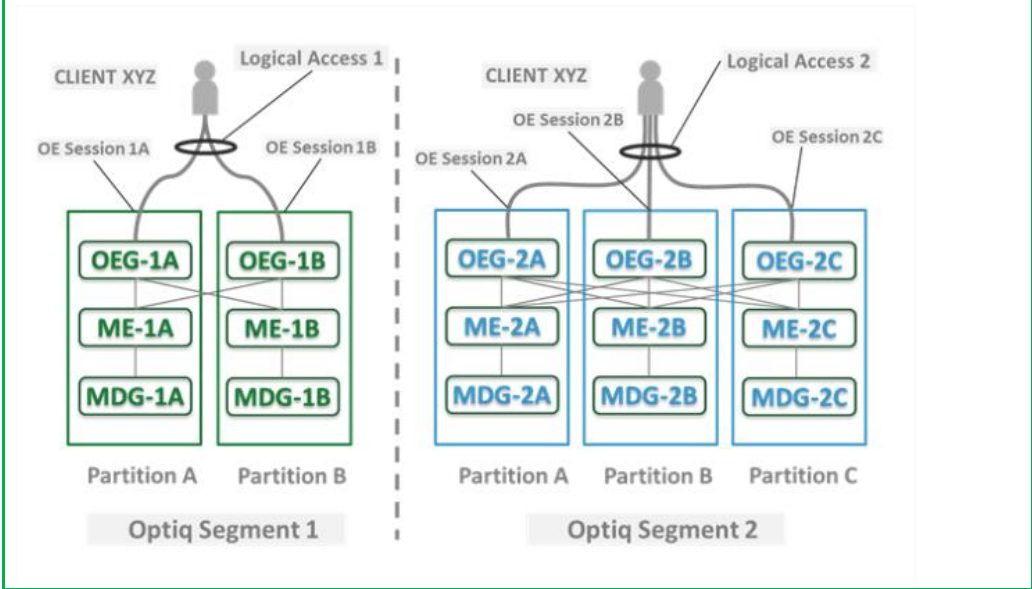 CLIENT XYZ
Logical Access 1
OE Session 1A
OE Session 1B
OEG-1A
OEG-1B
ME-1A
ME-1B
MDG-1A
MDG-1B
Partition A
Partition B
Optiq Segment 1
CLIENT XYZ
Logical Access 2
OE Session 2B
OE Session 2C
OE Session 2A
OEG-2A
OEG-2B
OEG-2C
ME-2A
ME-2B
ME-2C
MDG-2A
MDG-2B
MDG-2C
Partition A
Partition B
Partition C
Optiq Segment 2